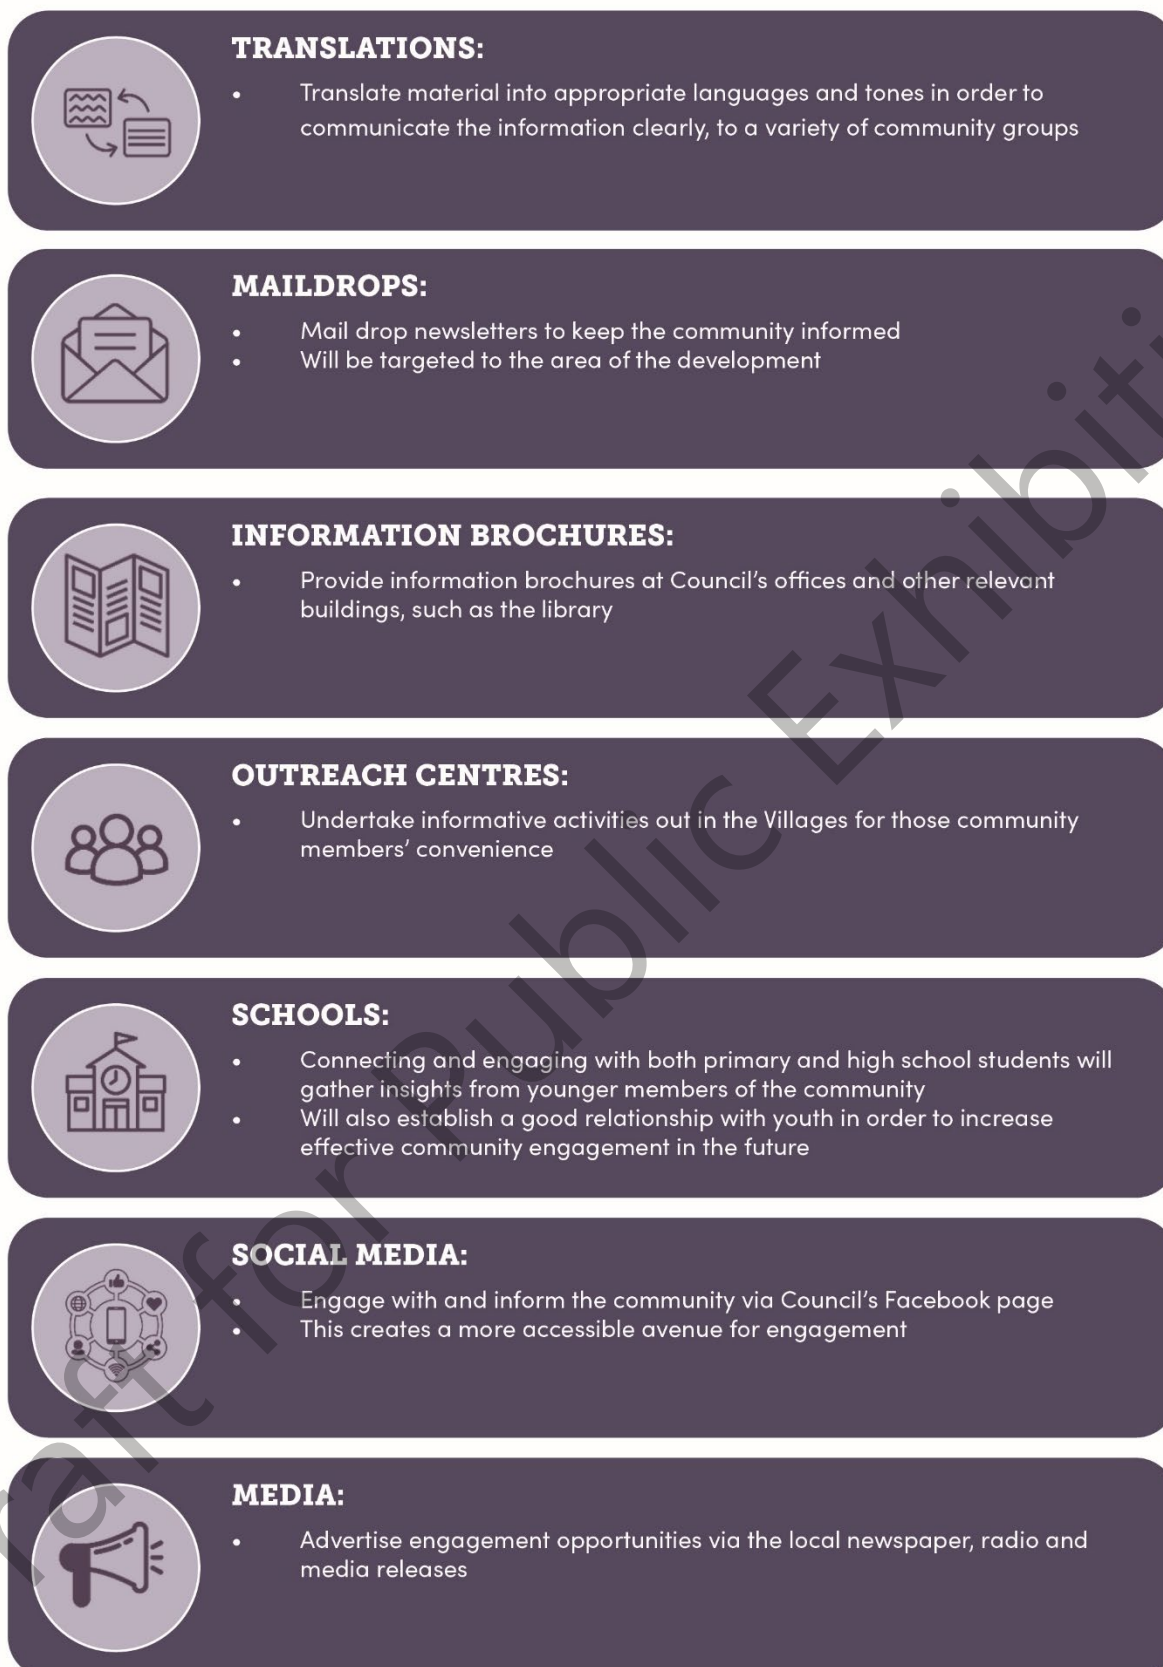 TRANSLATIONS:
• Translate material into appropriate languages and tones in order to
communicate the information clearly, to a variety of community groups
MAILDROPS:
• Mail drop newsletters to keep the community informed
• Will be targeted to the area of the development
INFORMATION BROCHURES:
• Provide information brochures at Council’s offices and other relevant
buildings, such as the library
OUTREACH CENTRES:
• Undertake informative activities out in the Villages for those community
members’ convenience
SCHOOLS:
• Connecting and engaging with both primary and high school students will
gather insights from younger members of the community
• Will also establish a good relationship with youth in order to increase
effective community engagement in the future
SOCIAL MEDIA:
• Engage with and inform the community via Council’s Facebook page
• This creates a more accessible avenue for engagement
MEDIA:
• Advertise engagement opportunities via the local newspaper, radio and
media releases
raft for Public Exhibiti